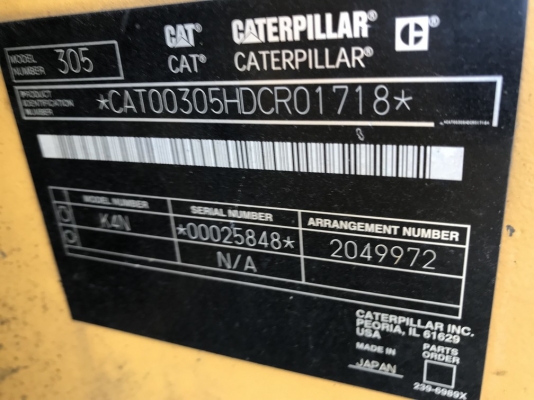 CAT CATERPILLAR C
CAT® CATERPILLAR®
MODEL NUMBER 305
PRODUCT IDENTIFICATION NUMBER *CAT00305HDCR01718*
MODEL NUMBER SERIAL NUMBER ARRANGEMENT NUMBER
K4N *00025848* 2049972
N/A
CATERPILLAR INC.
PEORIA, IL 61629
USA
MADE IN PARTS ORDER
JAPAN
239-6989X